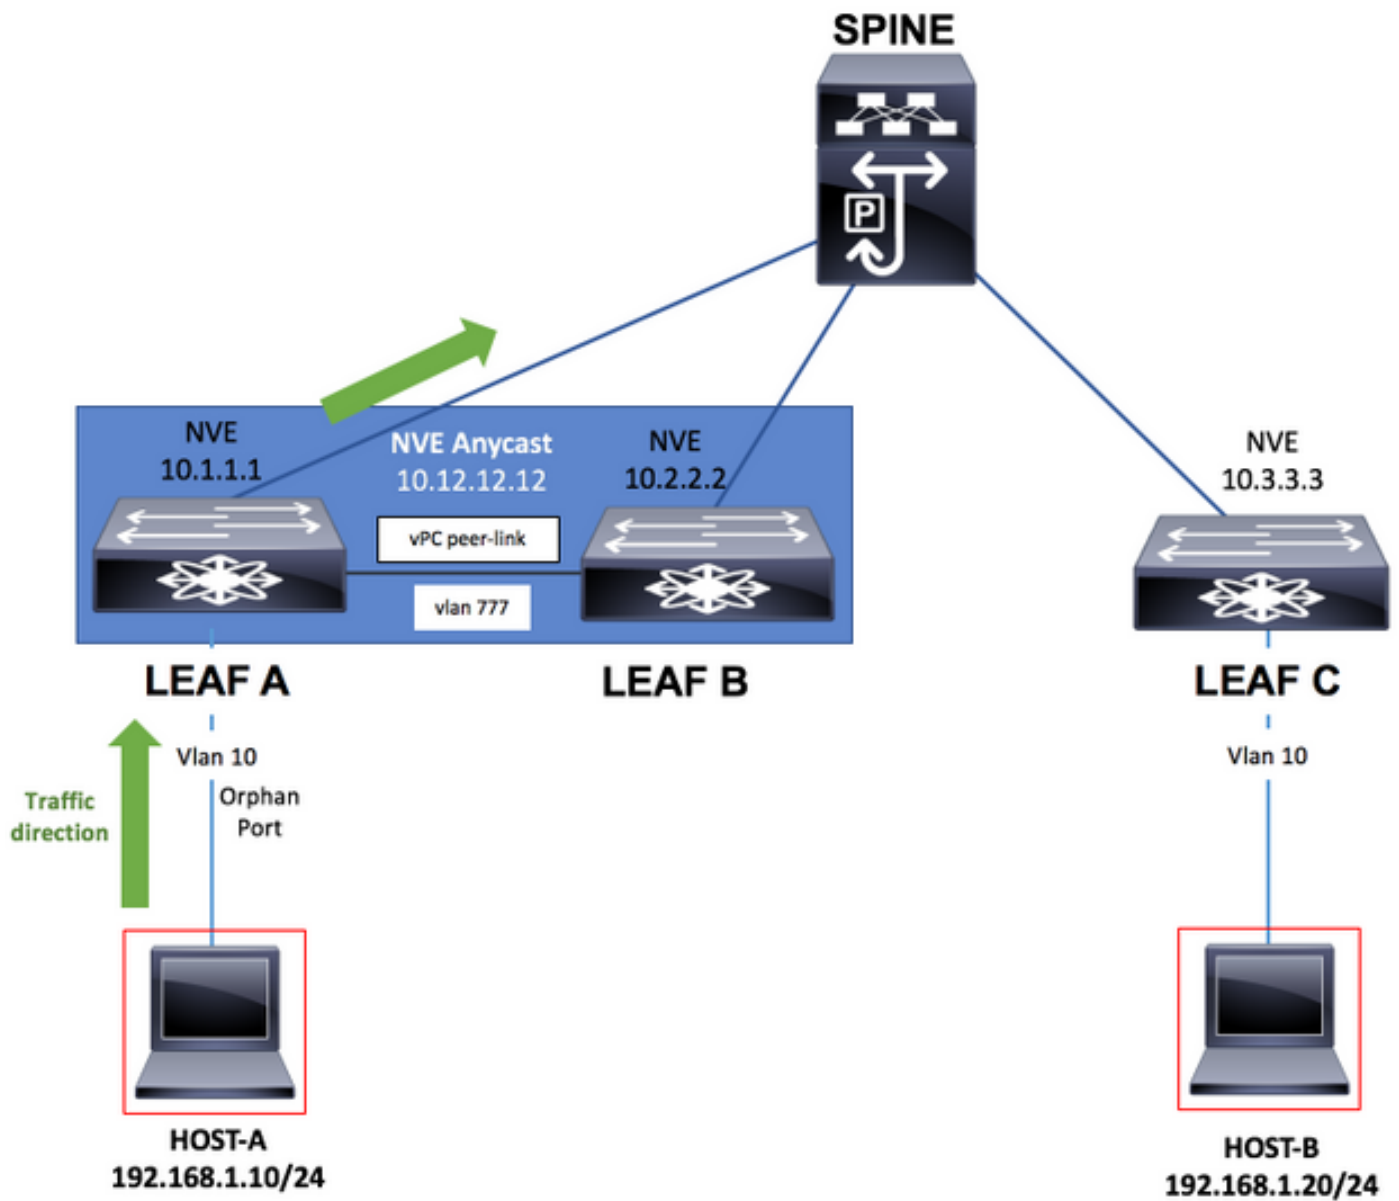 SPINE
P
NVE
10.1.1.1
NVE Anycast
10.12.12.12
NVE
10.2.2.2
NVE
10.3.3.3
vPC peer-link
vlan 777
LEAF A
LEAF B
LEAF C
Vlan 10
Orphan
Port
Traffic
direction
Vlan 10
HOST-A
192.168.1.10/24
HOST-B
192.168.1.20/24